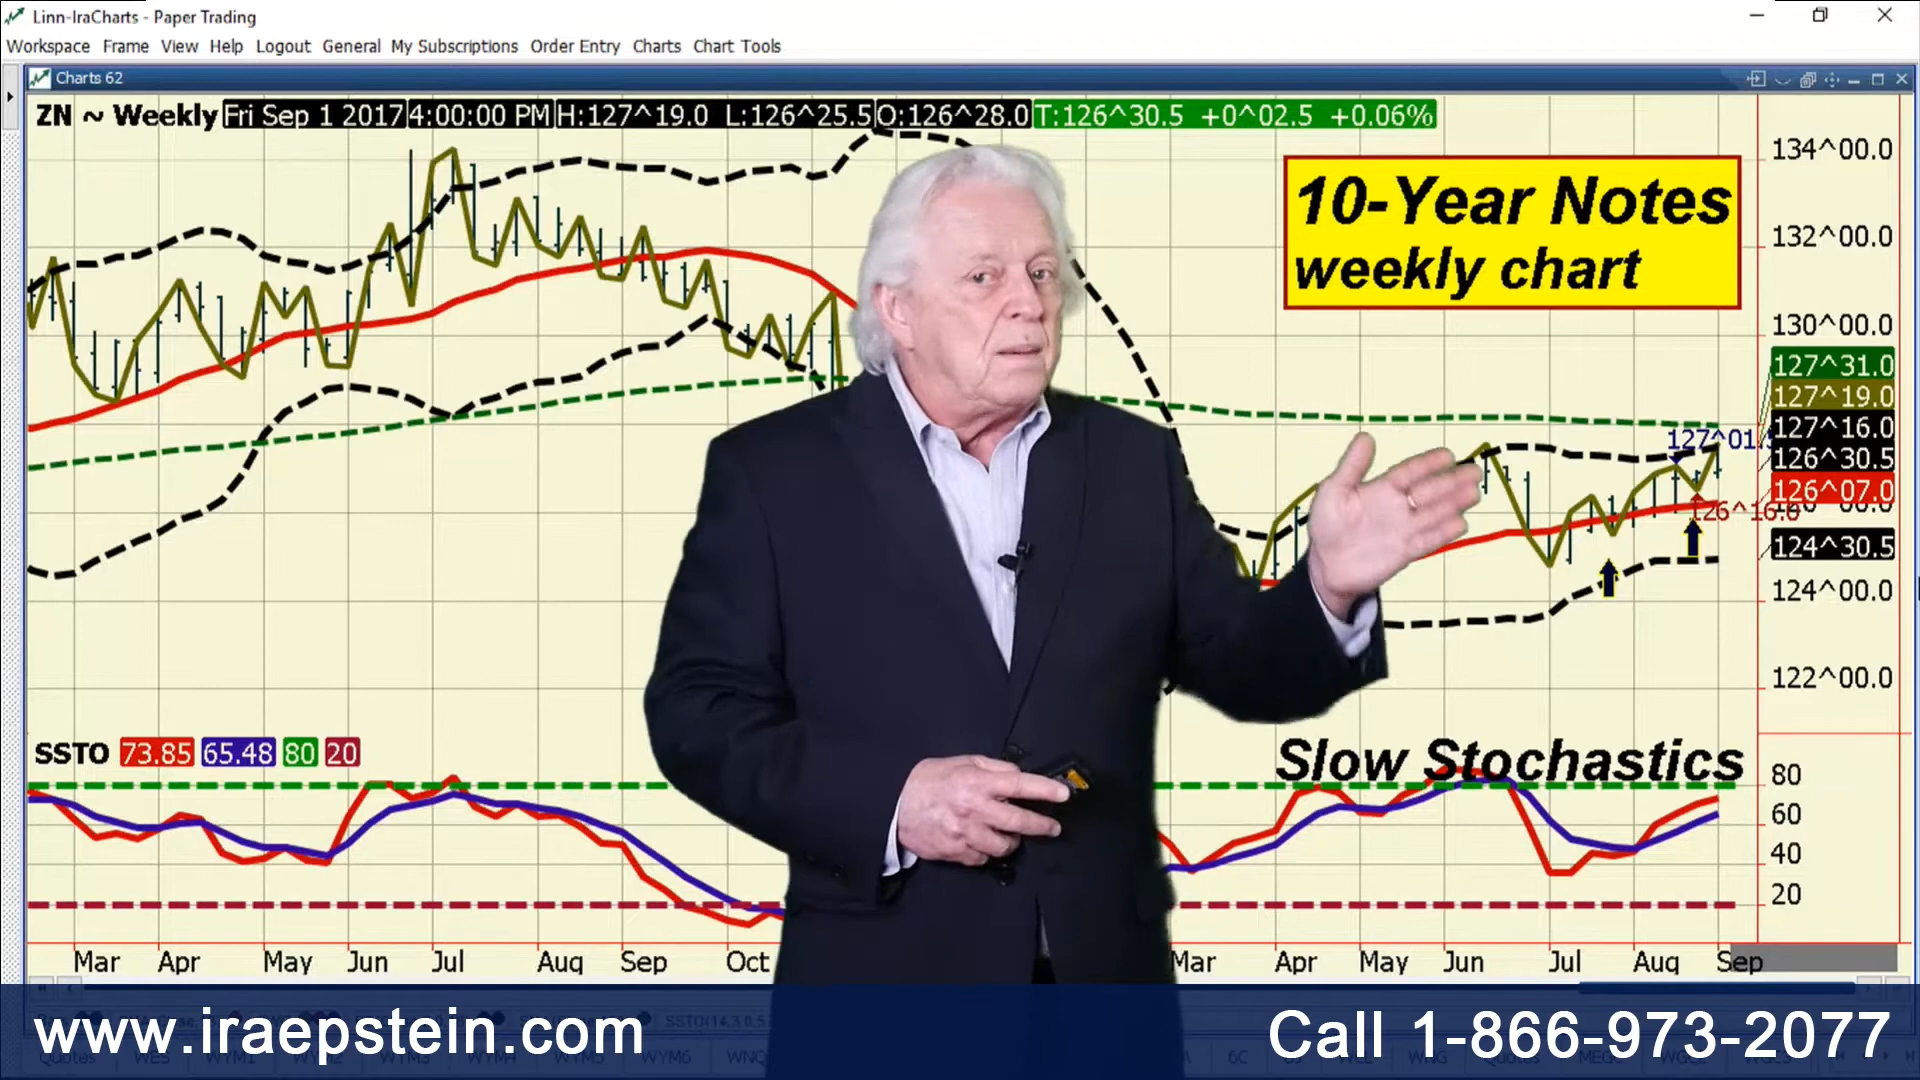 Linn-IraCharts - Paper Trading
Workspace Frame View Help Logout General My Subscriptions Order Entry Charts Chart Tools
Charts 62
ZN ~ Weekly Fri Sep 1 2017 4:00:00 PM H:127^19.0 L:126^25.5 O:126^28.0 T:126^30.5 +0^02.5 +0.06%
10-Year Notes
weekly chart
134^00.0
132^00.0
130^00.0
127^31.0
127^19.0
127^16.0
127^01.
126^30.5
126^07.0
126^16.0
124^30.5
124^00.0
122^00.0
SSTO 73.85 65.48 80 20
Slow Stochastics
80
60
40
20
Mar Apr May Jun Jul Aug Sep Oct Mar Apr May Jun Jul Aug Sep
www.iraepstein.com
Call 1-866-973-2077